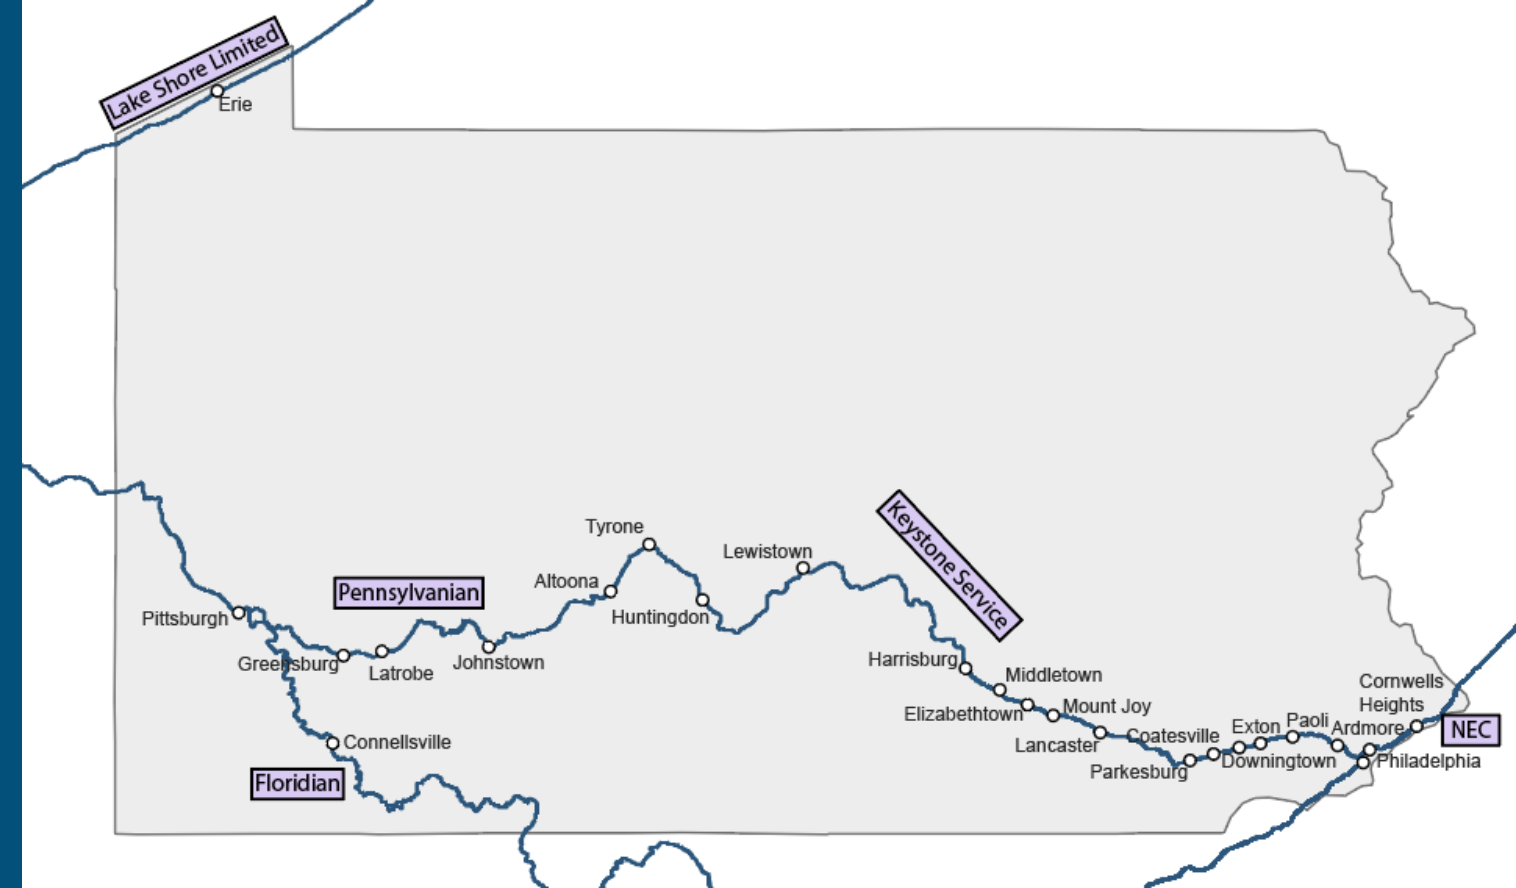 Lake Shore Limited
Erie
Keystone Service
Tyrone
Lewistown
Altoona
Pennsylvanian
Huntingdon
Pittsburgh
Greensburg
Latrobe
Johnstown
Harrisburg
Middletown
Elizabethtown
Mount Joy
Lancaster
Coatesville
Parkesburg
Exton
Downingtown
Paoli
Ardmore
Cornwells
Heights
NEC
Philadelphia
Connellsville
Floridian